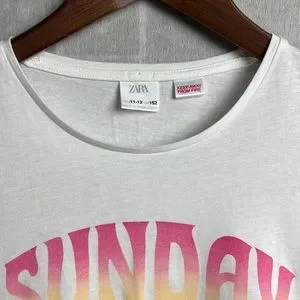 ZARA
11-12
152
KEEP AWAY
FROM FIRE
SUNDAY